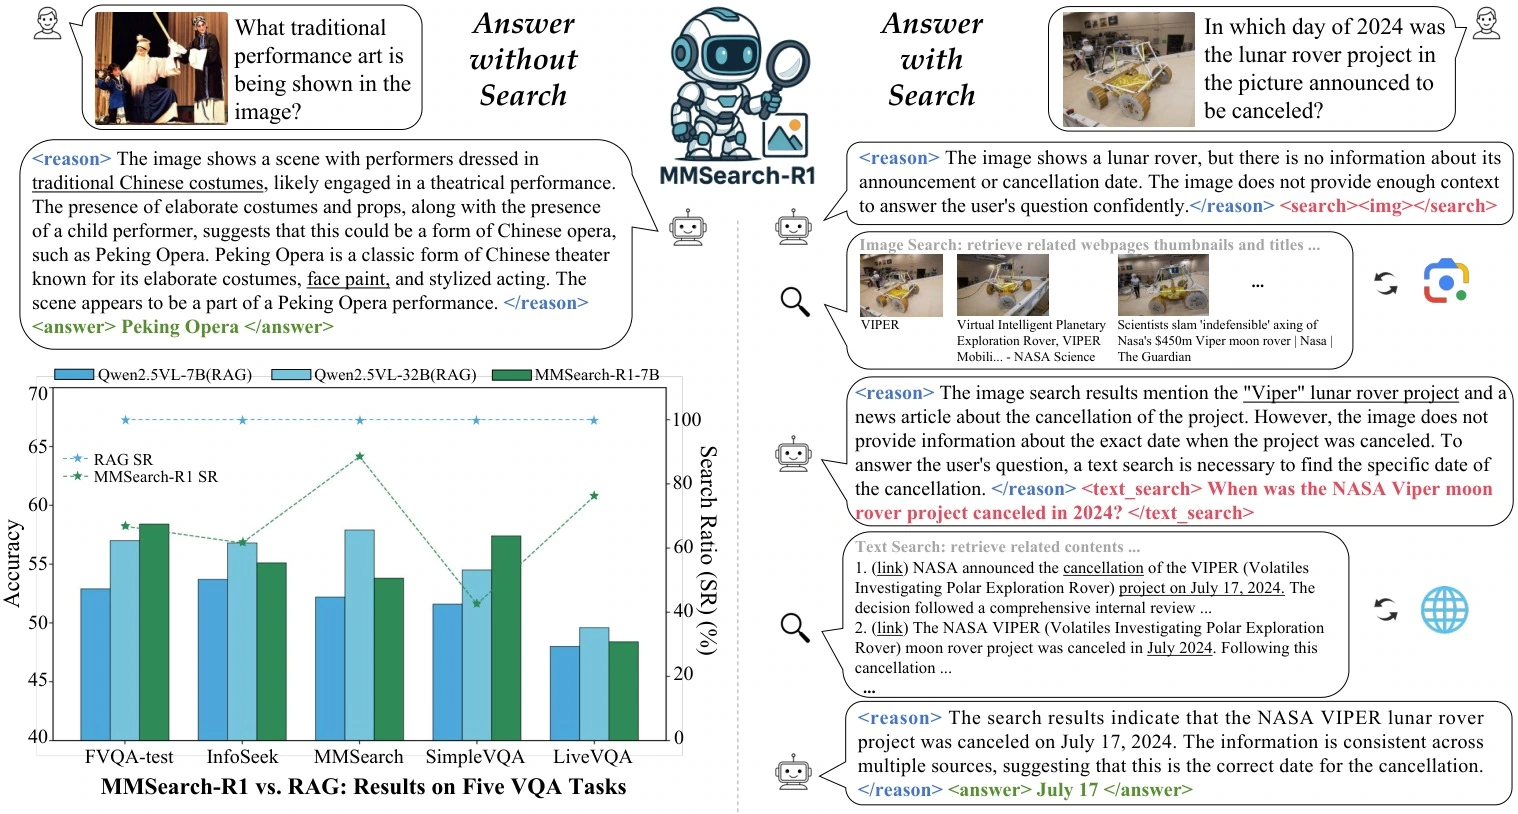 What traditional
performance art is
being shown in the
image?
Answer
without
Search
<reason> The image shows a scene with performers dressed in
traditional Chinese costumes, likely engaged in a theatrical performance.
The presence of elaborate costumes and props, along with the presence
of a child performer, suggests that this could be a form of Chinese opera,
such as Peking Opera. Peking Opera is a classic form of Chinese theater
known for its elaborate costumes, face paint, and stylized acting. The
scene appears to be a part of a Peking Opera performance. </reason>
<answer> Peking Opera </answer>
MMSearch-R1
Answer
with
Search
In which day of 2024 was
the lunar rover project in
the picture announced to
be canceled?
<reason> The image shows a lunar rover, but there is no information about its
announcement or cancellation date. The image does not provide enough context
to answer the user's question confidently.</reason> <search><img></search>
Image Search: retrieve related webpages thumbnails and titles ...
...
VIPER
Virtual Intelligent Planetary
Exploration Rover, VIPER
Mobili... - NASA Science
Scientists slam 'indefensible' axing of
Nasa's $450m Viper moon rover | Nasa |
The Guardian
<reason> The image search results mention the "Viper" lunar rover project and a
news article about the cancellation of the project. However, the image does not
provide information about the exact date when the project was canceled. To
answer the user's question, a text search is necessary to find the specific date of
the cancellation. </reason> <text_search> When was the NASA Viper moon
rover project canceled in 2024? </text_search>
Text Search: retrieve related contents ...
1. (link) NASA announced the cancellation of the VIPER (Volatiles
Investigating Polar Exploration Rover) project on July 17, 2024. The
decision followed a comprehensive internal review ...
2. (link) The NASA VIPER (Volatiles Investigating Polar Exploration
Rover) moon rover project was canceled in July 2024. Following this
cancellation ...
...
<reason> The search results indicate that the NASA VIPER lunar rover
project was canceled on July 17, 2024. The information is consistent across
multiple sources, suggesting that this is the correct date for the cancellation.
</reason> <answer> July 17 </answer>
Qwen2.5VL-7B(RAG) Qwen2.5VL-32B(RAG) MMSearch-R1-7B
RAG SR
MMSearch-R1 SR
Accuracy
70
65
60
55
50
45
40
Search Ratio (SR) (%)
100
80
60
40
20
0
FVQA-test InfoSeek MMSearch SimpleVQA LiveVQA
MMSearch-R1 vs. RAG: Results on Five VQA Tasks